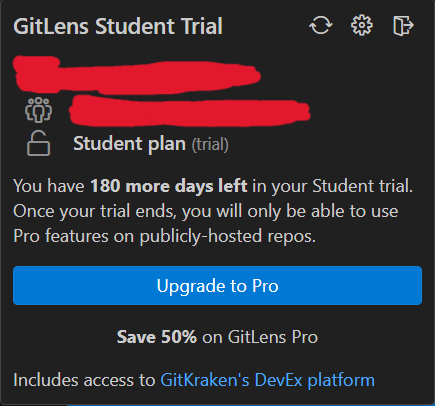 GitLens Student Trial
Student plan (trial)
You have 180 more days left in your Student trial.
Once your trial ends, you will only be able to use
Pro features on publicly-hosted repos.
Upgrade to Pro
Save 50% on GitLens Pro
Includes access to GitKraken's DevEx platform